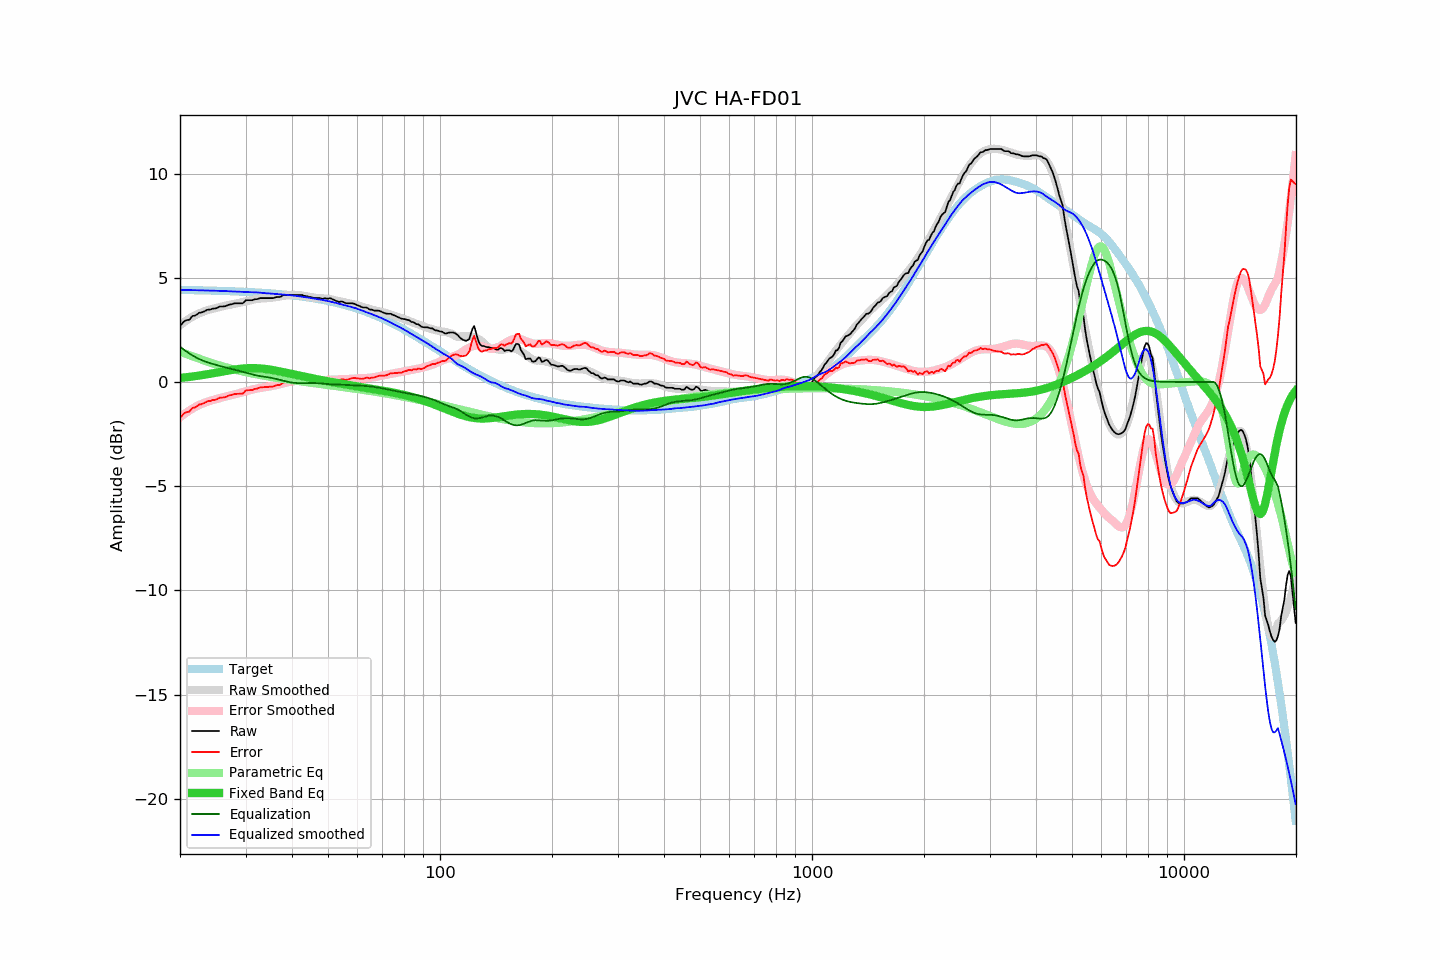 JVC HA-FD01
Amplitude (dBr)
10
5
0
−5
−10
−15
−20
Target
Raw Smoothed
Error Smoothed
Raw
Error
Parametric Eq
Fixed Band Eq
Equalization
Equalized smoothed
100
1000
10000
Frequency (Hz)